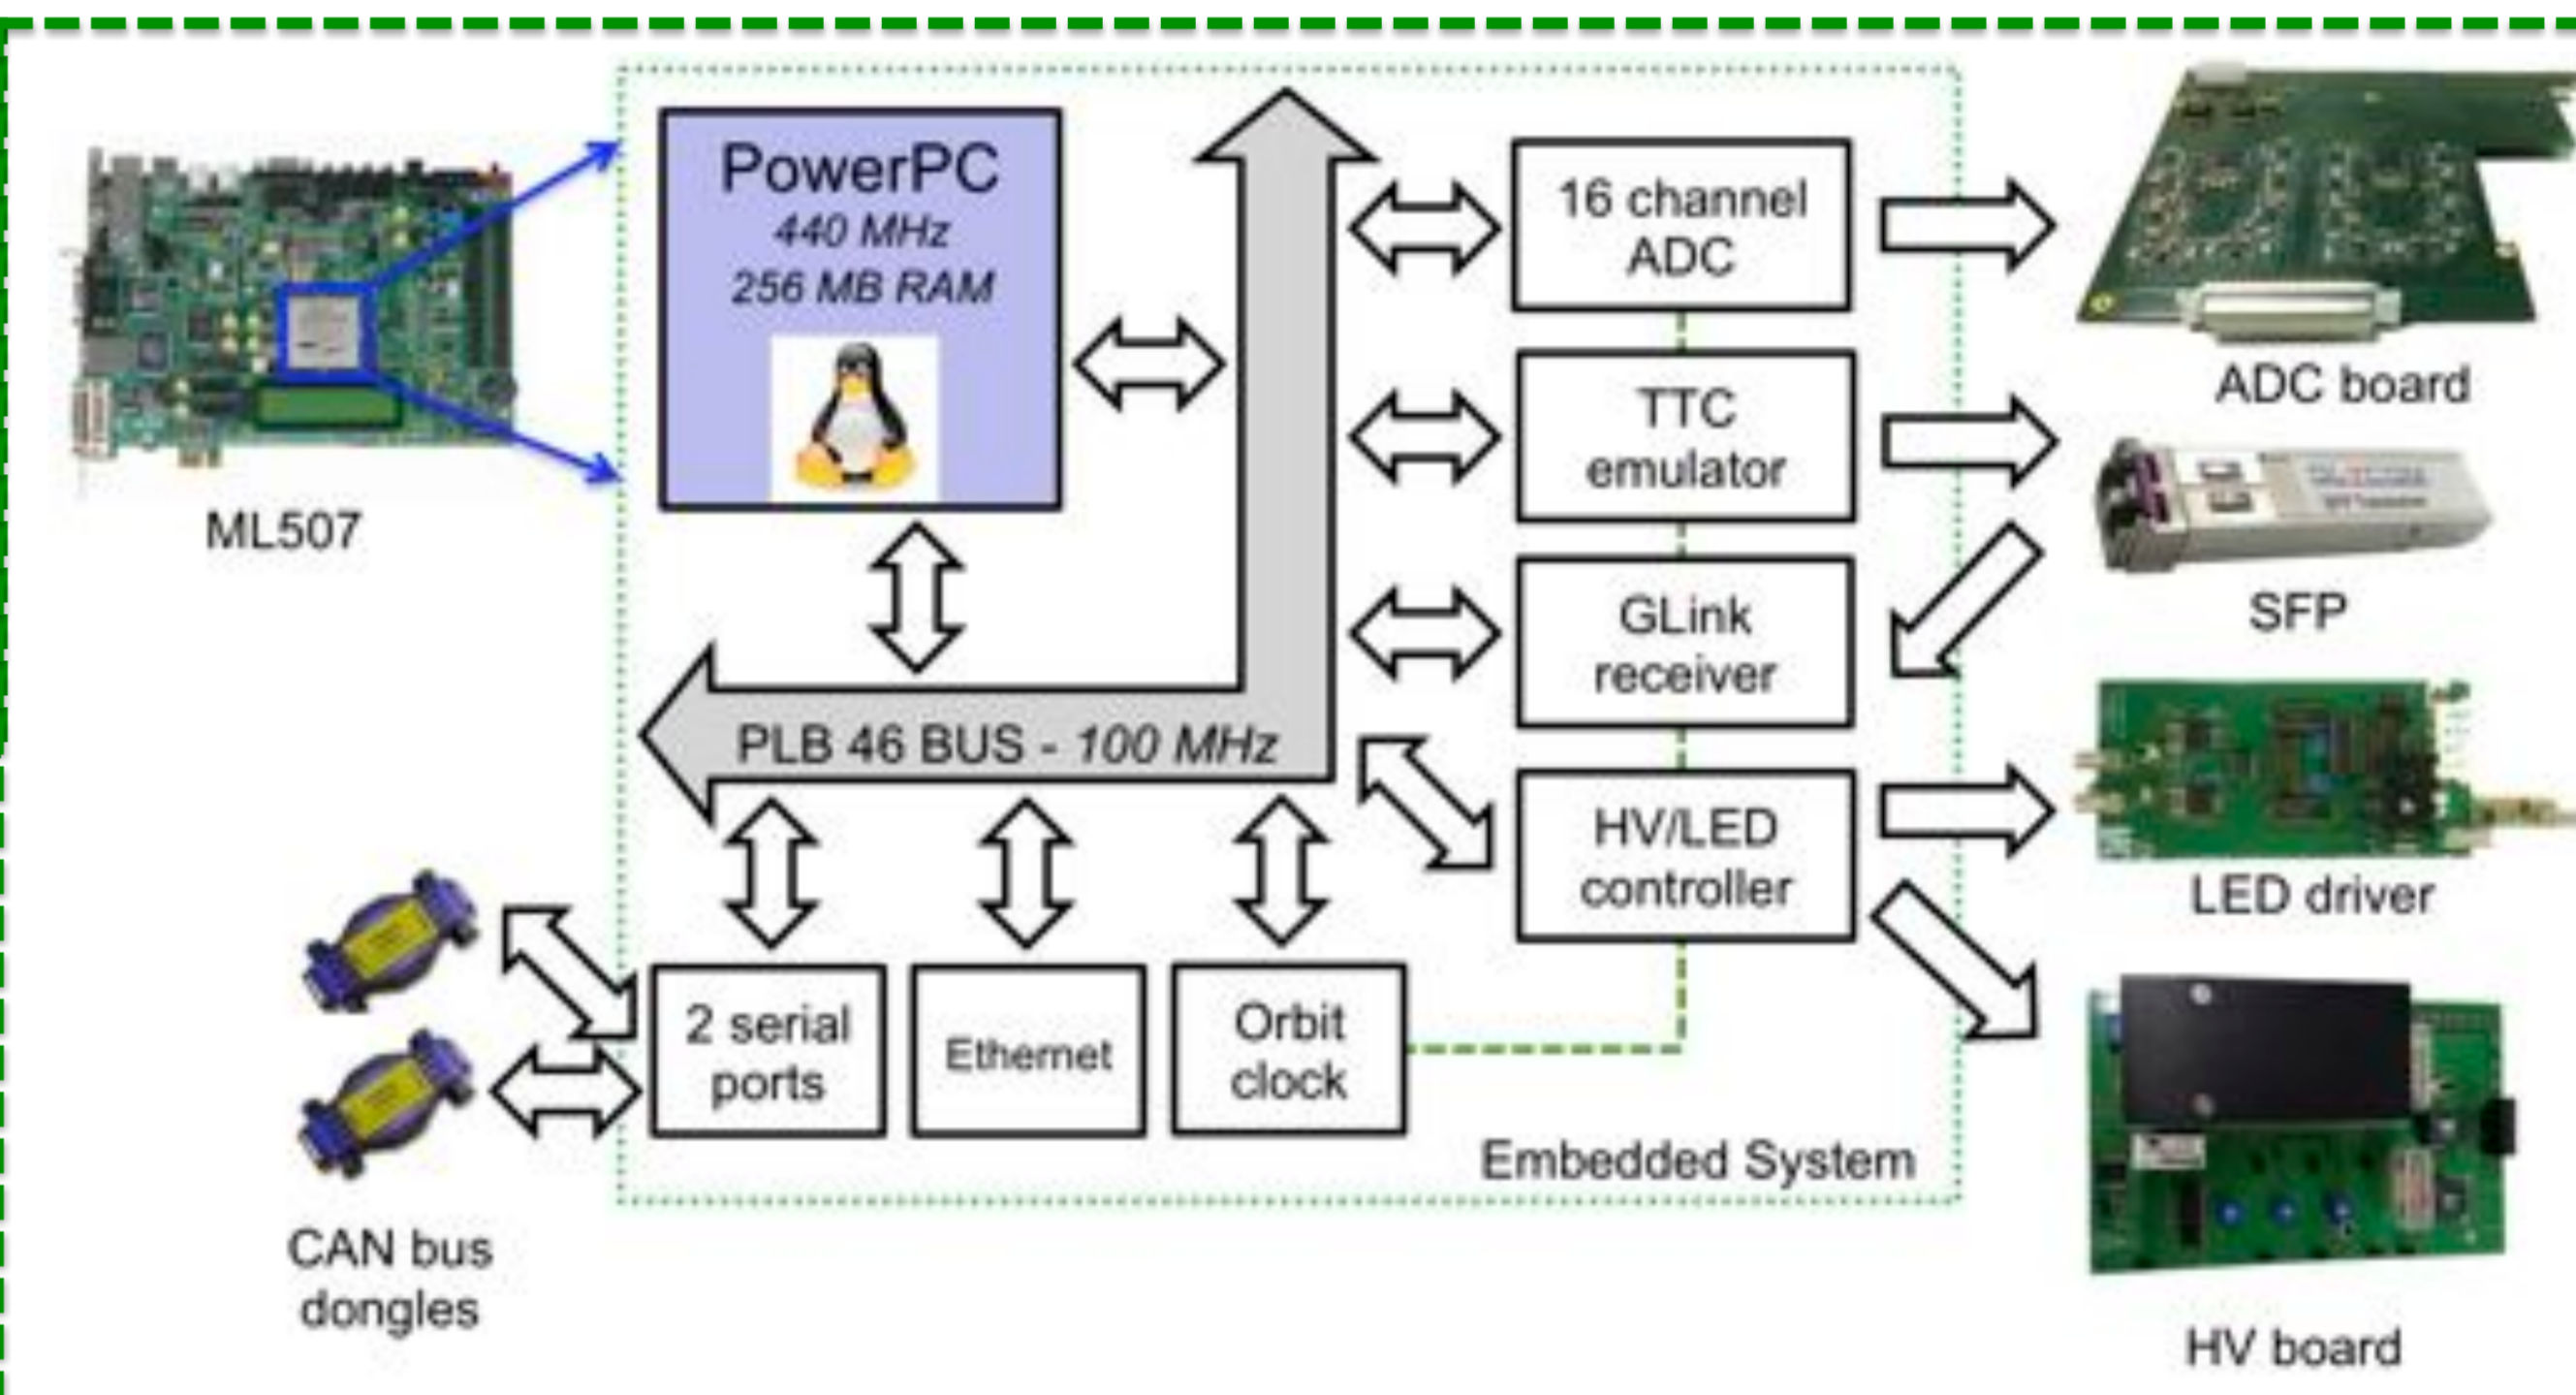 PowerPC
440 MHz
256 MB RAM
16 channel
ADC
ADC board
TTC
emulator
ML507
SFP
GLink
receiver
PLB 46 BUS - 100 MHz
HV/LED
controller
LED driver
2 serial
ports
Ethernet
Orbit
clock
Embedded System
CAN bus
dongles
HV board